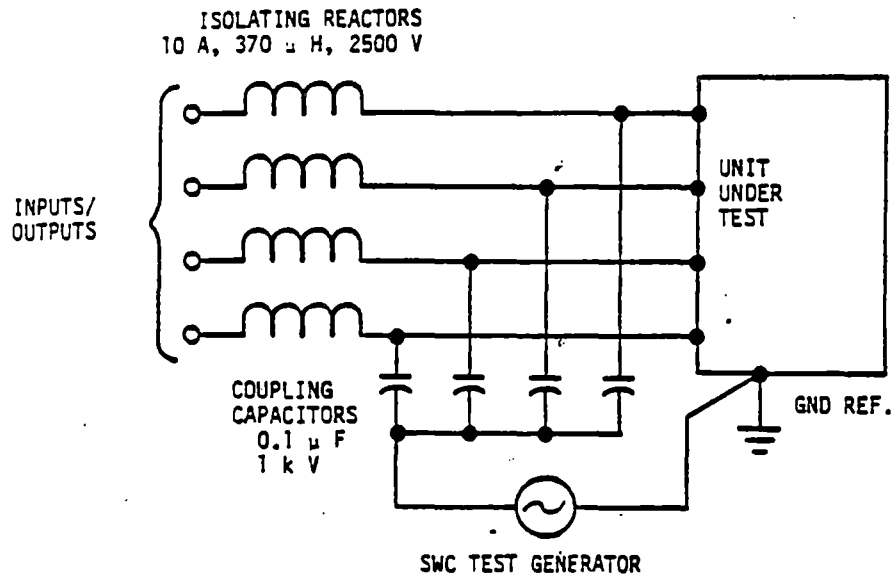 ISOLATING REACTORS
10 A, 370 μ H, 2500 V
INPUTS/
OUTPUTS
UNIT
UNDER
TEST
COUPLING
CAPACITORS
0.1 μ F
1 k V
GND REF.
SWC TEST GENERATOR